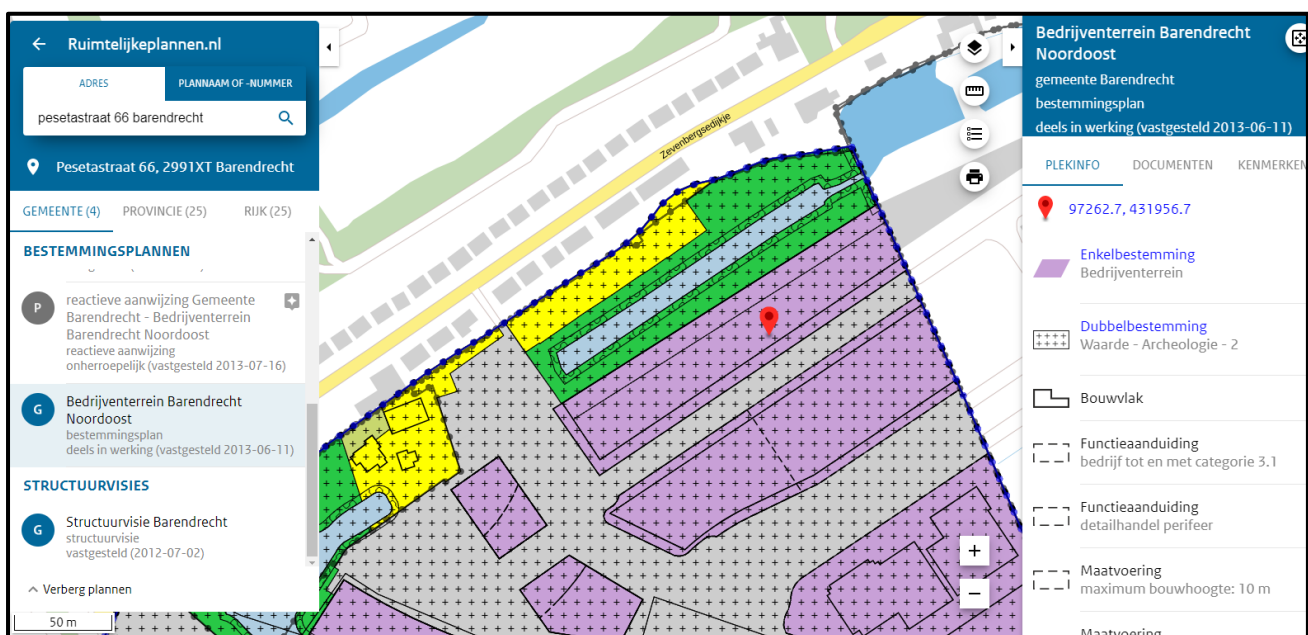 Ruimtelijkeplannen.nl
ADRES
PLANNAAM OF -NUMMER
pesetastraat 66 barendrecht
Pesetastraat 66, 2991XT Barendrecht
GEMEENTE (4)
PROVINCIE (25)
RIJK (25)
BESTEMMINGSPLANNEN
P
reactieve aanwijzing Gemeente
Barendrecht - Bedrijventerrein
Barendrecht Noordoost
reactieve aanwijzing
onherroepelijk (vastgesteld 2013-07-16)
G
Bedrijventerrein Barendrecht
Noordoost
bestemmingsplan
deels in werking (vastgesteld 2013-06-11)
STRUCTUURVISIES
G
Structuurvisie Barendrecht
structuurvisie
vastgesteld (2012-07-02)
Verberg plannen
50 m
Zevenbergsedijkje
+
−
Bedrijventerrein Barendrecht
Noordoost
gemeente Barendrecht
bestemmingsplan
deels in werking (vastgesteld 2013-06-11)
PLEKINFO
DOCUMENTEN
KENMERKEN
97262.7, 431956.7
Enkelbestemming
Bedrijventerrein
Dubbelbestemming
Waarde - Archeologie - 2
Bouwvlak
Functieaanduiding
bedrijf tot en met categorie 3.1
Functieaanduiding
detailhandel perifeer
Maatvoering
maximum bouwhoogte: 10 m
Maatvoering